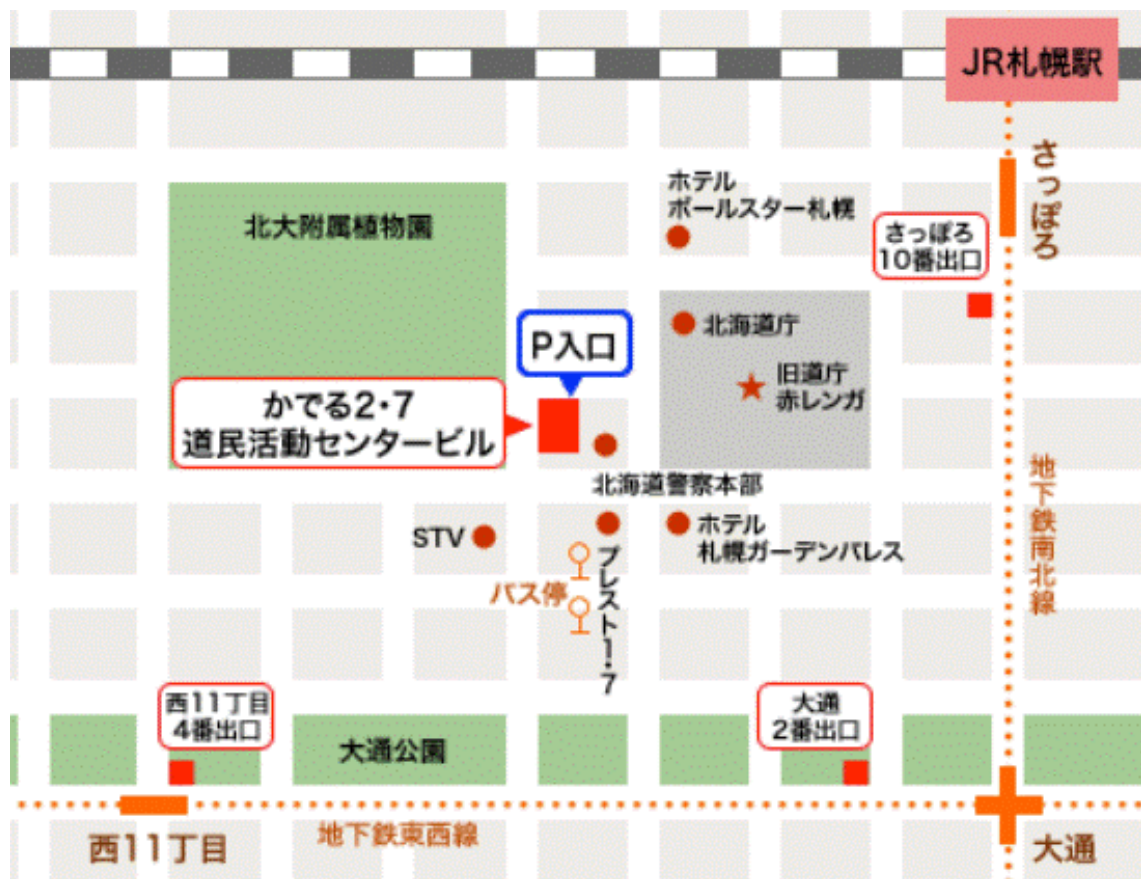 JR札幌駅
さっぽろ
ホテル
ポールスター札幌
北大附属植物園
さっぽろ
10番出口
P入口
北海道庁
旧道庁
赤レンガ
かでる2・7
道民活動センタービル
北海道警察本部
地下鉄南北線
STV
ホテル
札幌ガーデンパレス
バス停
プレスト1・7
西11丁目
4番出口
大通
2番出口
大通公園
地下鉄東西線
西11丁目
大通